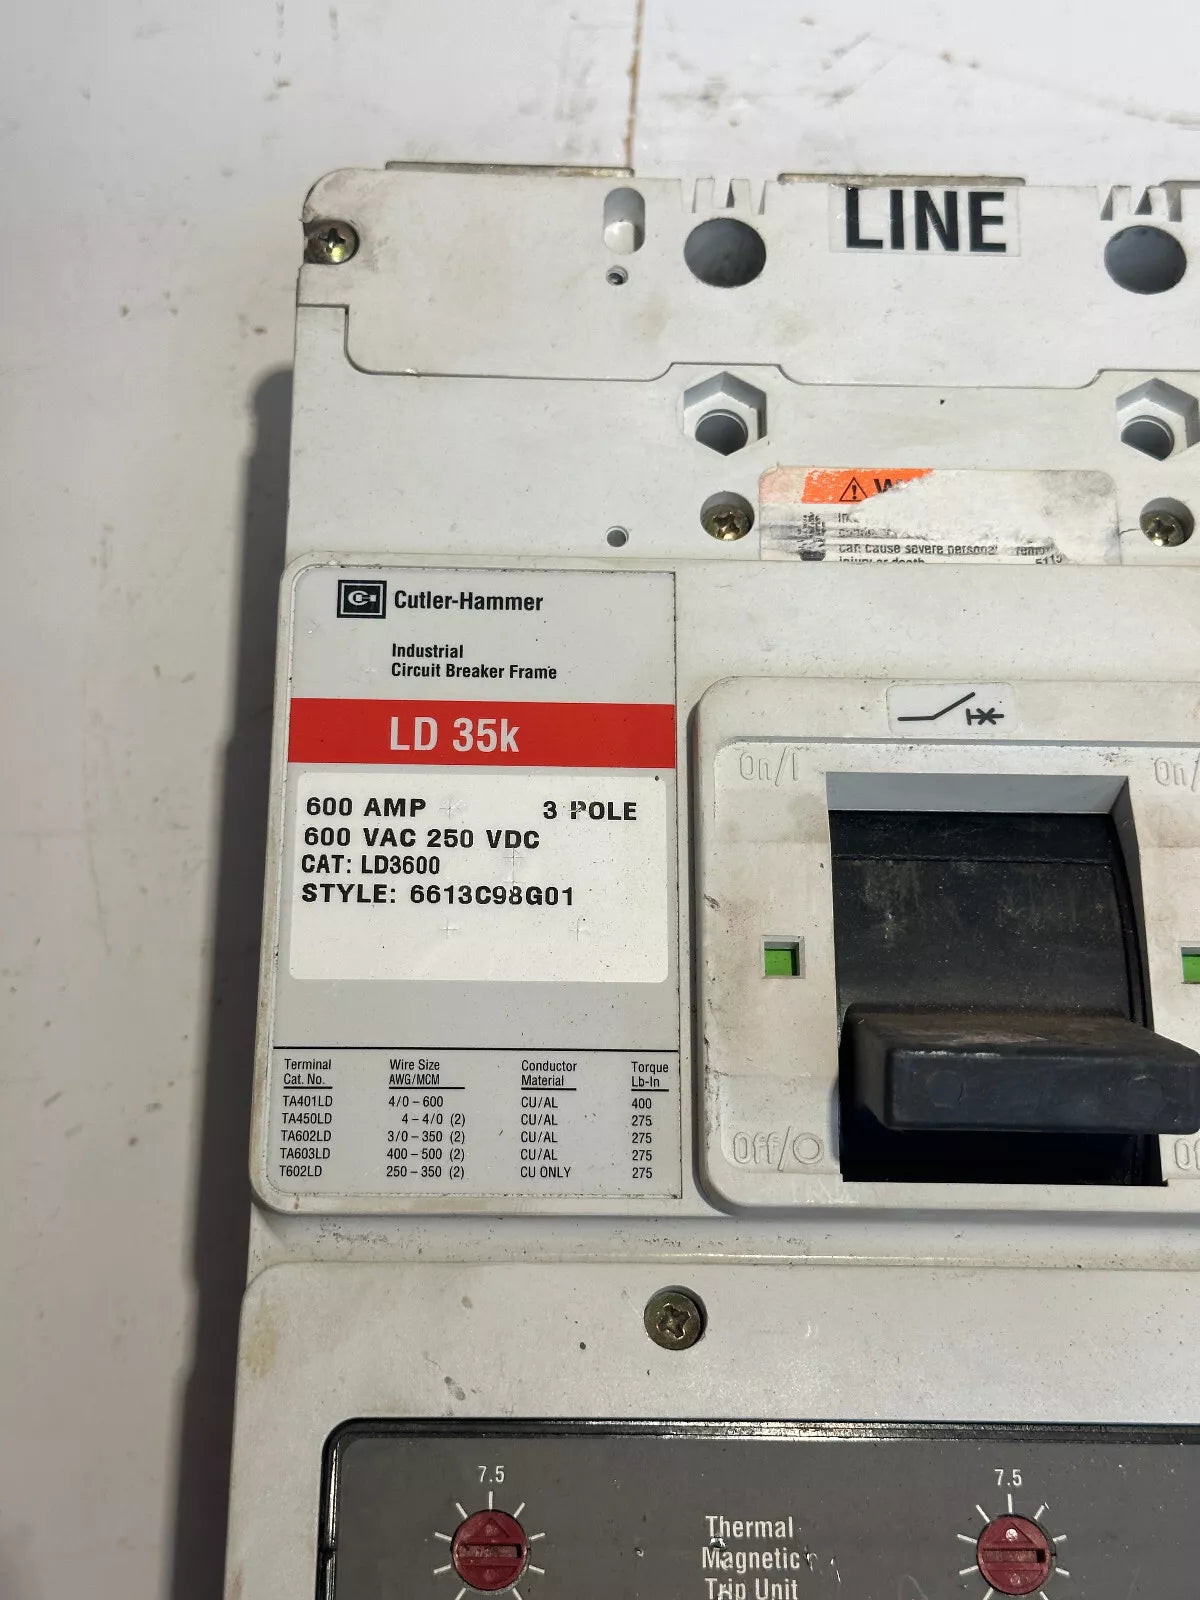 LINE
can cause severe personal
injury or death
Cutler-Hammer
Industrial
Circuit Breaker Frame
LD 35k
600 AMP 3 POLE
600 VAC 250 VDC
CAT: LD3600
STYLE: 6613C98G01
On/I
Off/O
Terminal Wire Size Conductor Torque
Cat. No. AWG/MCM Material Lb-In
TA401LD 4/0 – 600 CU/AL 400
TA450LD 4 – 4/0 (2) CU/AL 275
TA602LD 3/0 – 350 (2) CU/AL 275
TA603LD 400 – 500 (2) CU/AL 275
T602LD 250 – 350 (2) CU ONLY 275
7.5 7.5
Thermal
Magnetic
Trip Unit